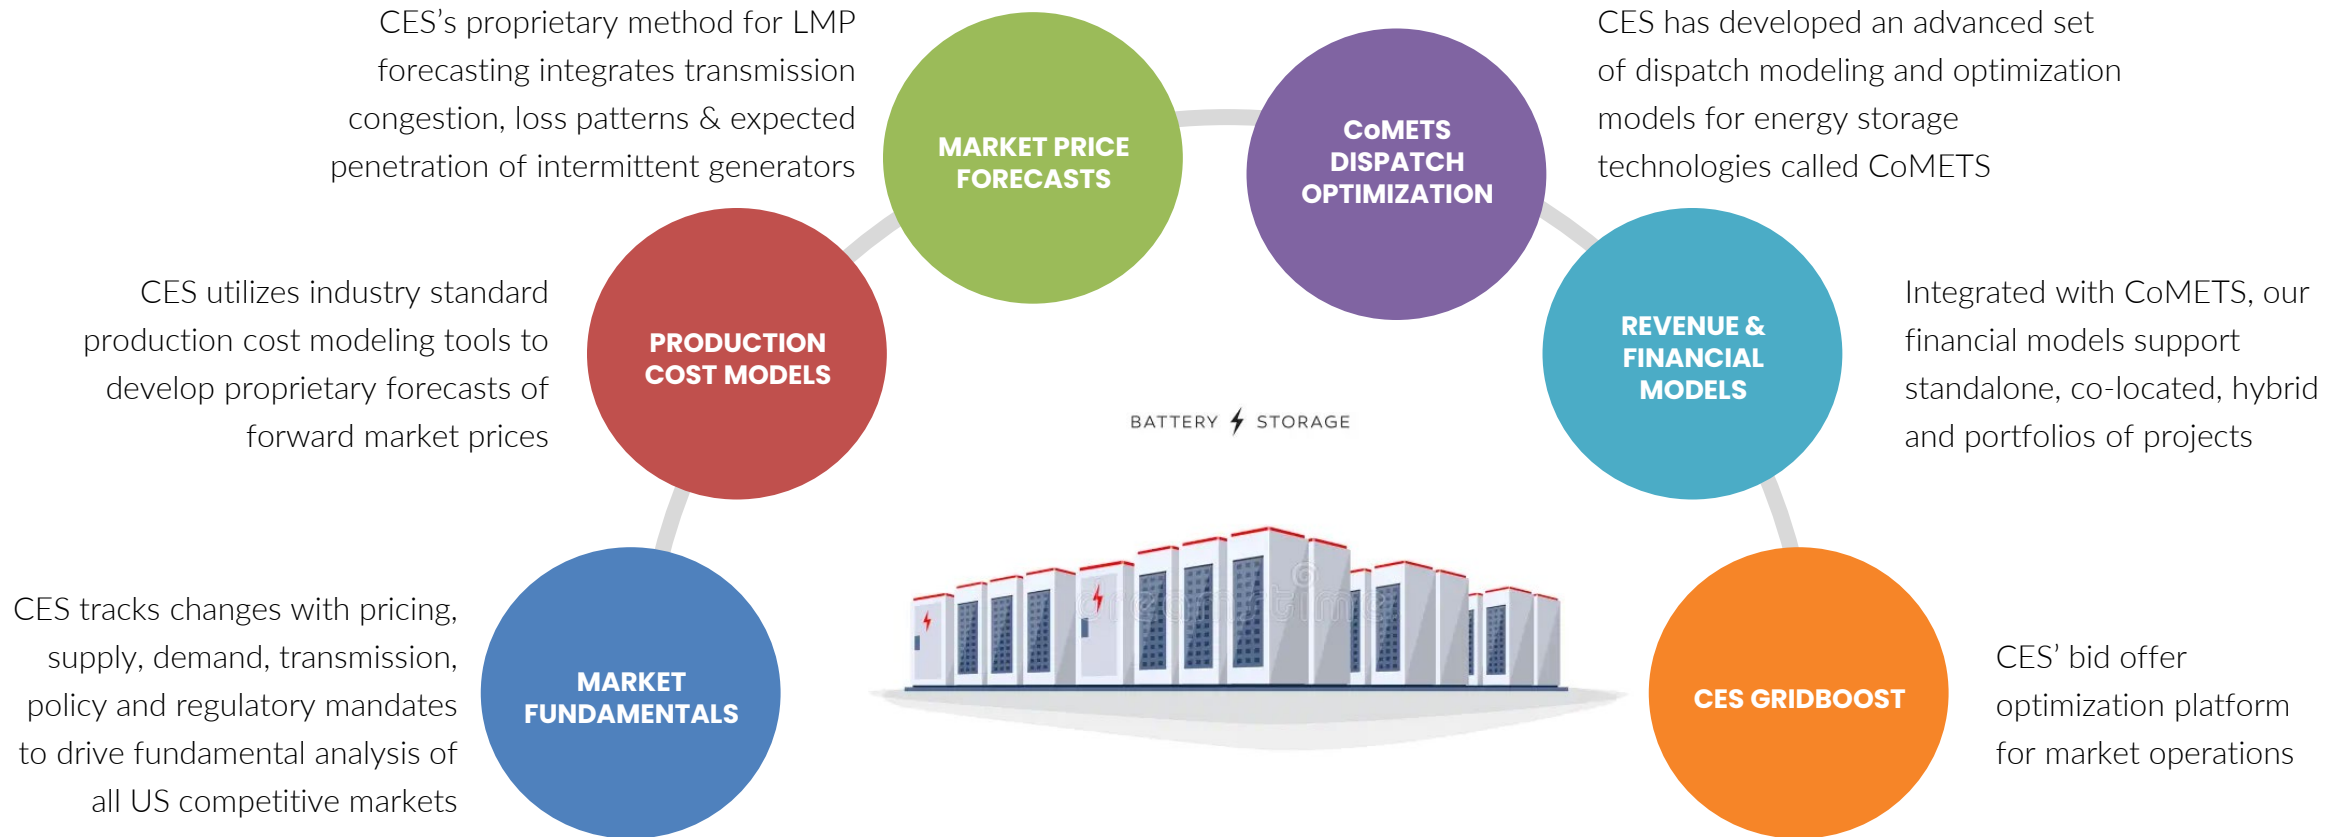 CES's proprietary method for LMP
forecasting integrates transmission
congestion, loss patterns & expected
penetration of intermittent generators
MARKET PRICE
FORECASTS
CoMETS
DISPATCH
OPTIMIZATION
CES has developed an advanced set
of dispatch modeling and optimization
models for energy storage
technologies called CoMETS
CES utilizes industry standard
production cost modeling tools to
develop proprietary forecasts of
forward market prices
PRODUCTION
COST MODELS
REVENUE &
FINANCIAL
MODELS
Integrated with CoMETS, our
financial models support
standalone, co-located, hybrid
and portfolios of projects
BATTERY STORAGE
dreamstime
CES tracks changes with pricing,
supply, demand, transmission,
policy and regulatory mandates
to drive fundamental analysis of
all US competitive markets
MARKET
FUNDAMENTALS
CES GRIDBOOST
CES' bid offer
optimization platform
for market operations